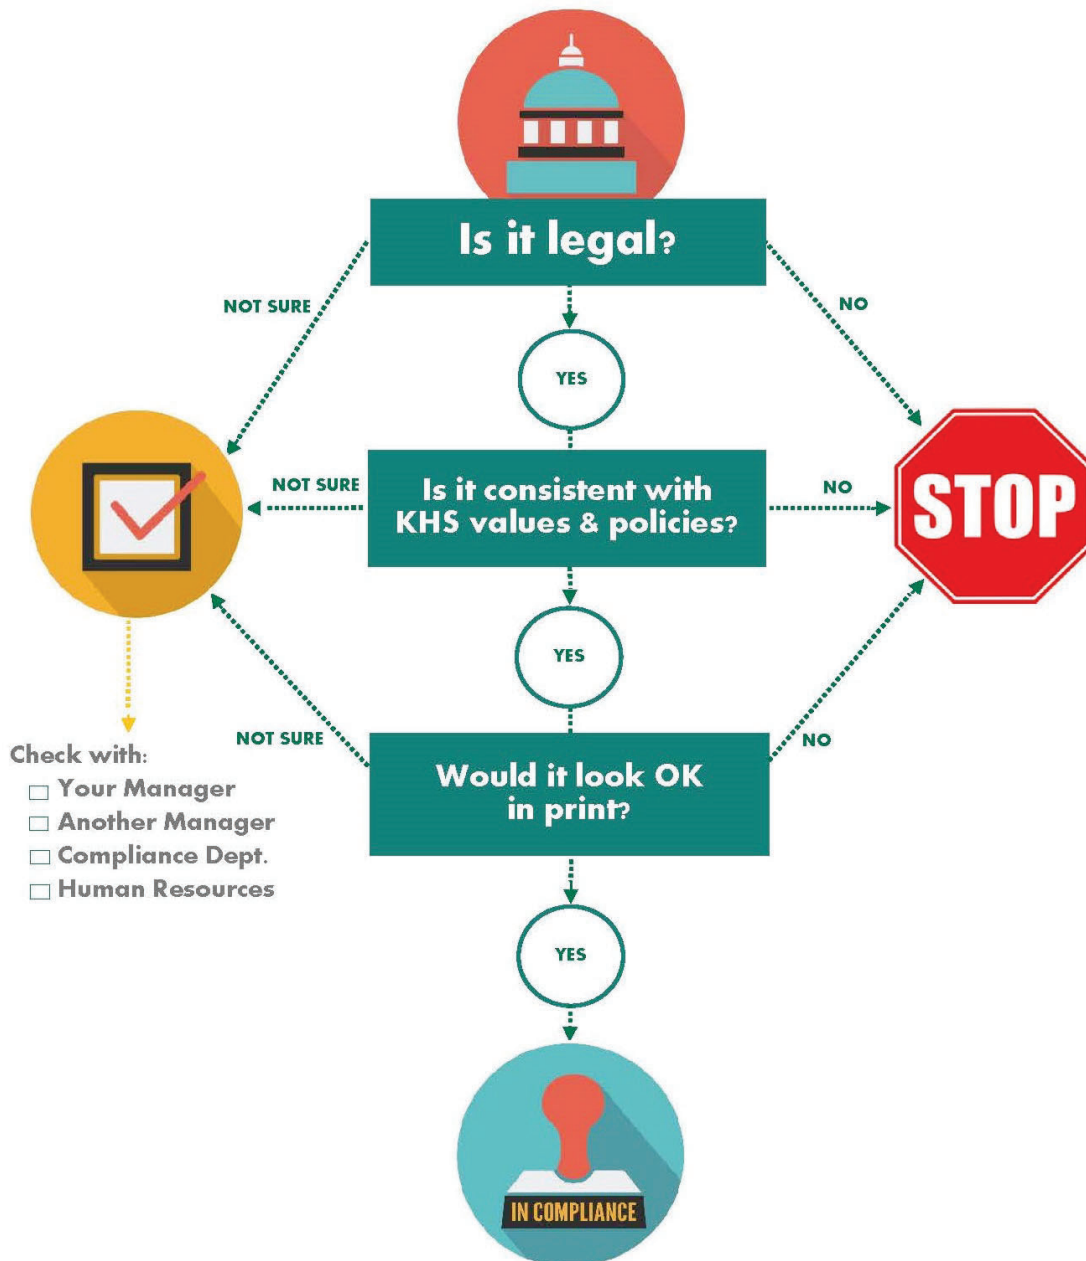 Is it legal?
NOT SURE
NO
YES
NOT SURE
Is it consistent with
KHS values & policies?
NO
STOP
YES
NOT SURE
Would it look OK
in print?
NO
Check with:
Your Manager
Another Manager
Compliance Dept.
Human Resources
YES
IN COMPLIANCE